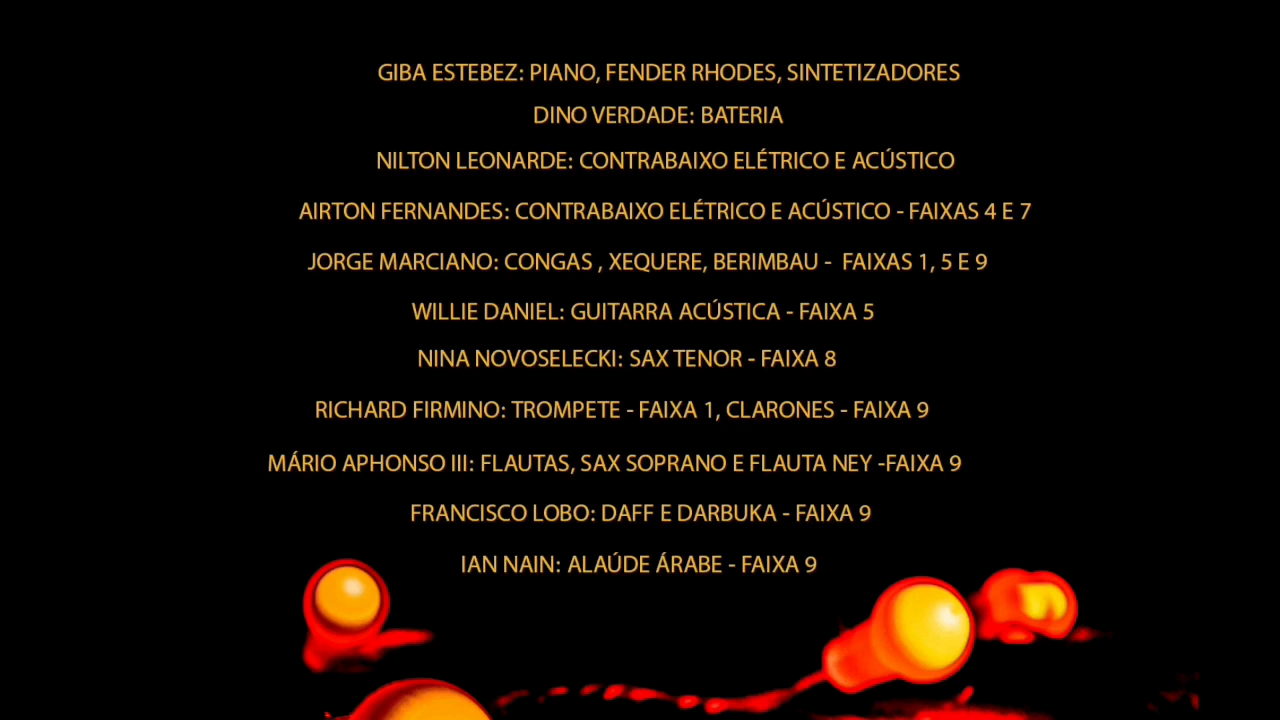 GIBA ESTEBEZ: PIANO, FENDER RHODES, SINTETIZADORES
DINO VERDADE: BATERIA
NILTON LEONARDE: CONTRABAIXO ELÉTRICO E ACÚSTICO
AIRTON FERNANDES: CONTRABAIXO ELÉTRICO E ACÚSTICO - FAIXAS 4 E 7
JORGE MARCIANO: CONGAS , XEQUERE, BERIMBAU -  FAIXAS 1, 5 E 9
WILLIE DANIEL: GUITARRA ACÚSTICA - FAIXA 5
NINA NOVOSELECKI: SAX TENOR - FAIXA 8
RICHARD FIRMINO: TROMPETE - FAIXA 1, CLARONES - FAIXA 9
MÁRIO APHONSO III: FLAUTAS, SAX SOPRANO E FLAUTA NEY -FAIXA 9
FRANCISCO LOBO: DAFF E DARBUKA - FAIXA 9
IAN NAIN: ALAÚDE ÁRABE - FAIXA 9